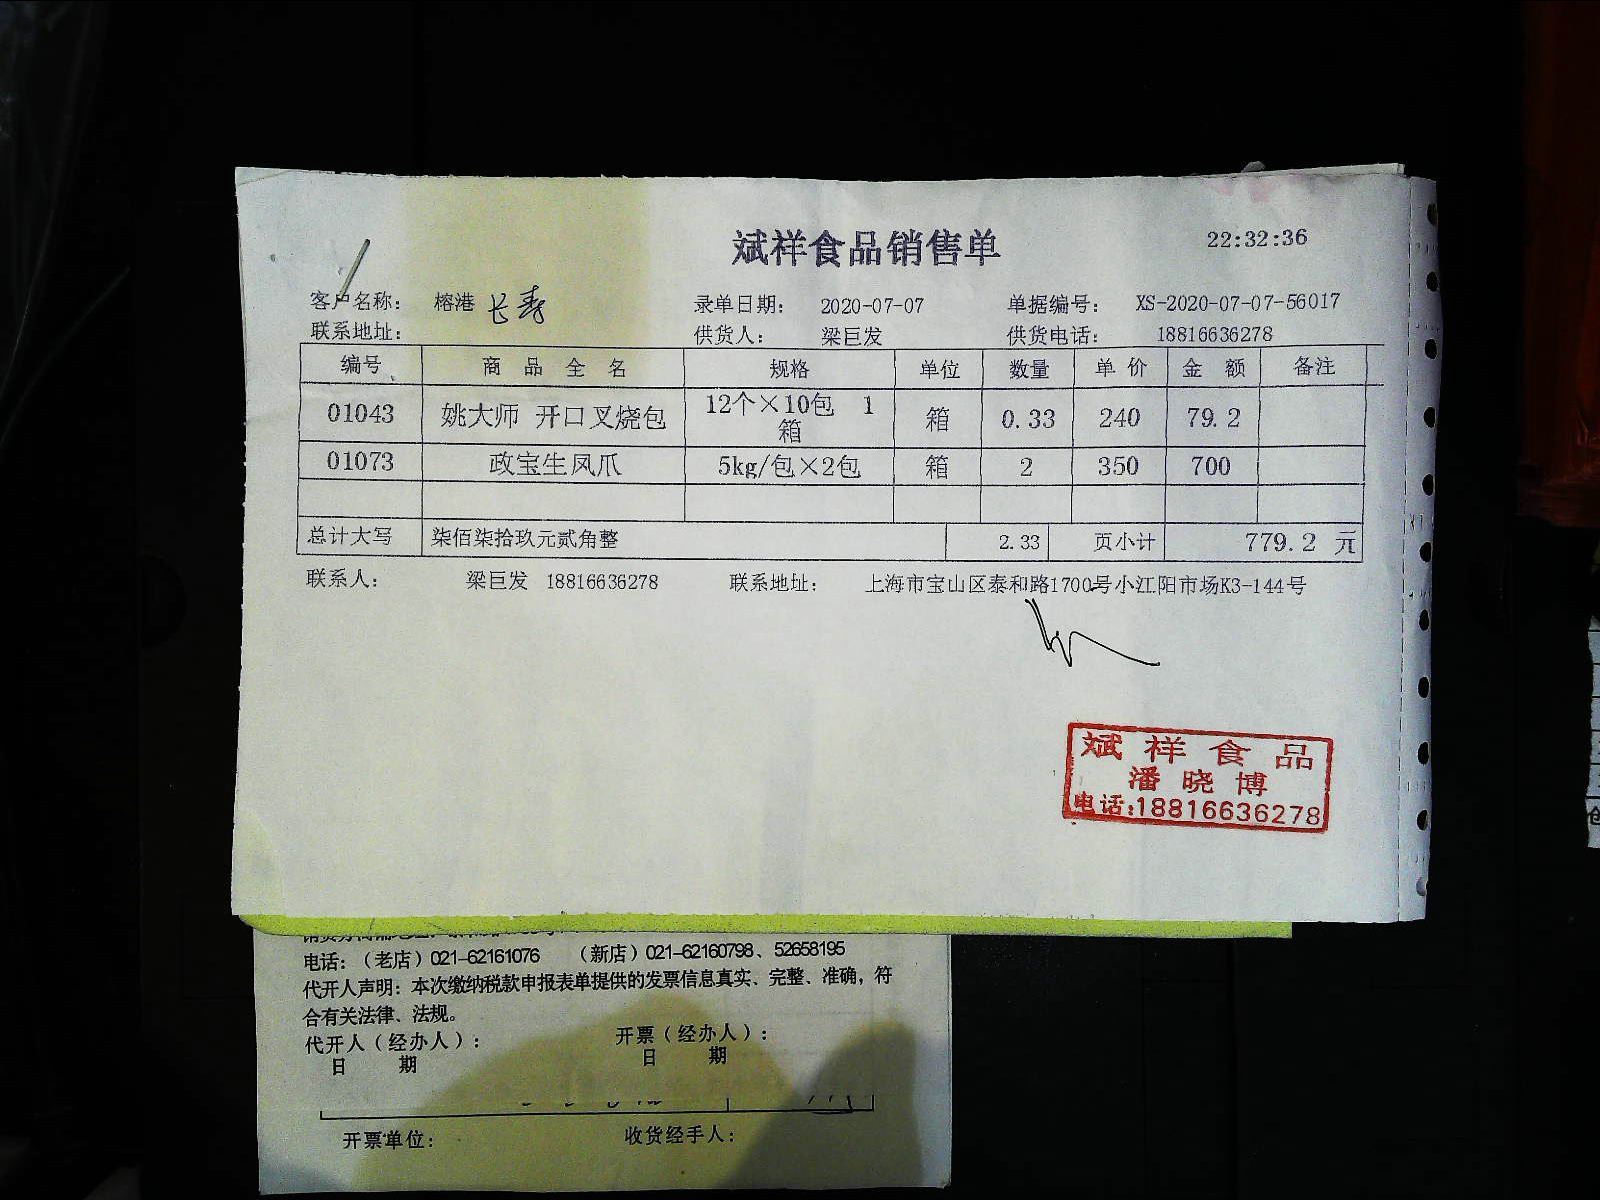 斌祥食品销售单 22:32:36
客户名称： 榕港 长寿 录单日期： 2020-07-07 单据编号： XS-2020-07-07-56017
联系地址： 供货人： 梁巨发 供货电话： 18816636278
编号 商品全名 规格 单位 数量 单价 金额 备注
01043 姚大师 开口叉烧包 12个×10包 1箱 箱 0.33 240 79.2
01073 政宝生凤爪 5kg/包×2包 箱 2 350 700
总计大写 柒佰柒拾玖元贰角整 2.33 页小计 779.2 元
联系人： 梁巨发 18816636278 联系地址： 上海市宝山区泰和路1700号小江阳市场K3-144号
斌祥食品
潘晓博
电话:18816636278
电话：（老店）021-62161076 （新店）021-62160798、52658195
代开人声明：本次缴纳税款申报表单提供的发票信息真实、完整、准确，符
合有关法律、法规。
代开人（经办人）： 开票（经办人）：
日 期 日 期
开票单位： 收货经手人：